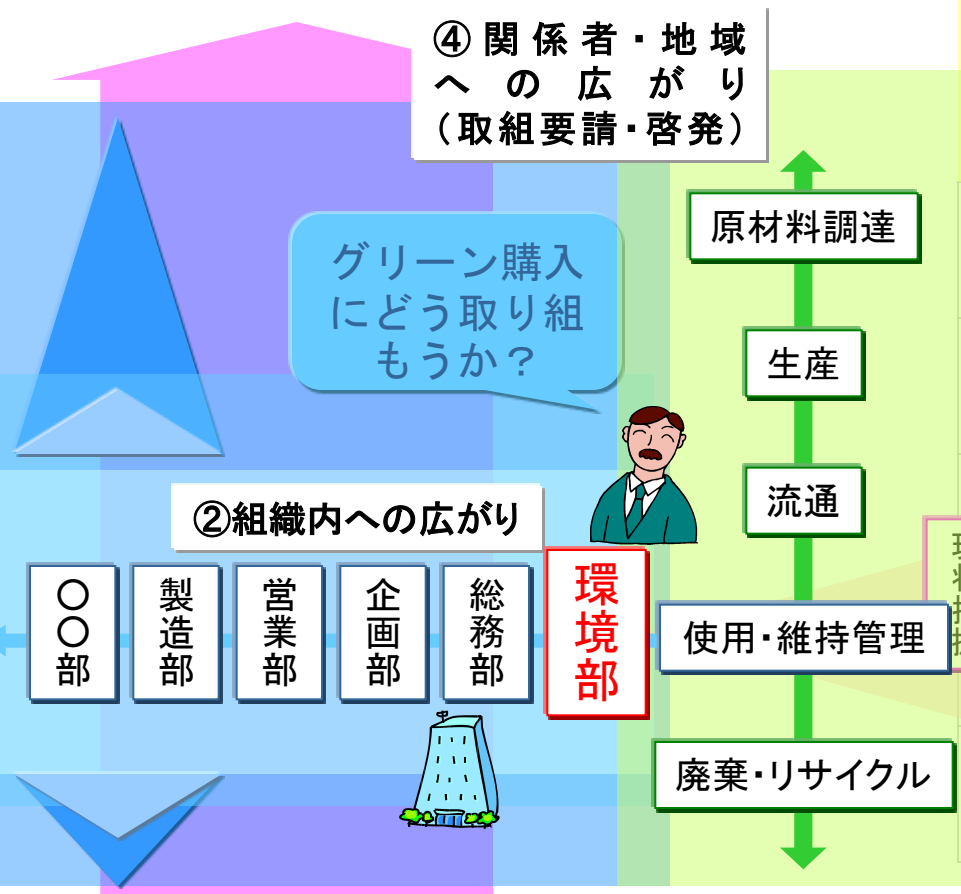 ④関係者・地域
への広がり
（取組要請・啓発）
原材料調達
グリーン購入
にどう取り組
もうか？
生産
流通
②組織内への広がり
〇〇部
製造部
営業部
企画部
総務部
環境部
使用・維持管理
廃棄・リサイクル